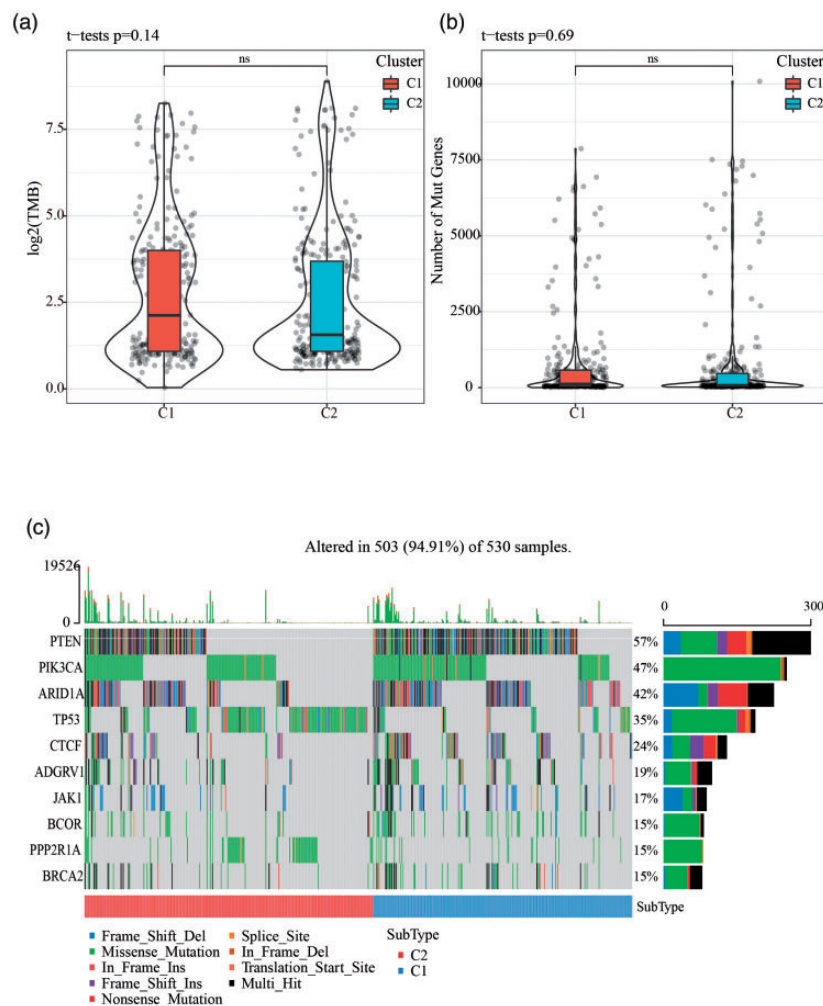 (a)
t-tests p=0.14
ns
Cluster
C1
C2
7.5
5.0
2.5
0.0
log2(TMB)
C1
C2
(b)
t-tests p=0.69
ns
Cluster
C1
C2
10000
7500
5000
2500
0
Number of Mut Genes
C1
C2
(c)
Altered in 503 (94.91%) of 530 samples.
19526
0
0
300
PTEN
57%
PIK3CA
47%
ARID1A
42%
TP53
35%
CTCF
24%
ADGRV1
19%
JAK1
17%
BCOR
15%
PPP2R1A
15%
BRCA2
15%
SubType
Frame_Shift_Del
Missense_Mutation
In_Frame_Ins
Frame_Shift_Ins
Nonsense_Mutation
Splice_Site
In_Frame_Del
Translation_Start_Site
Multi_Hit
SubType
C2
C1